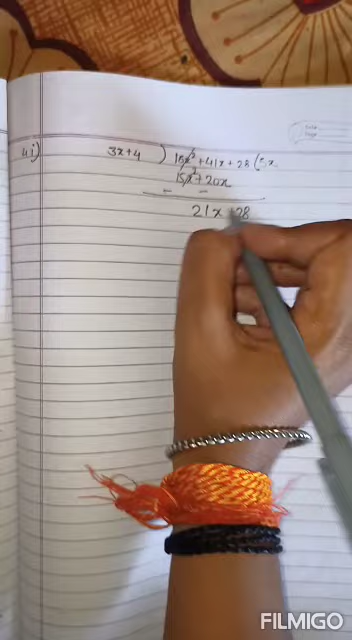 4 i) 3x+4 ) 15x²+41x+28 (5x
15x²+20x
- -
21x+28
FILMIGO